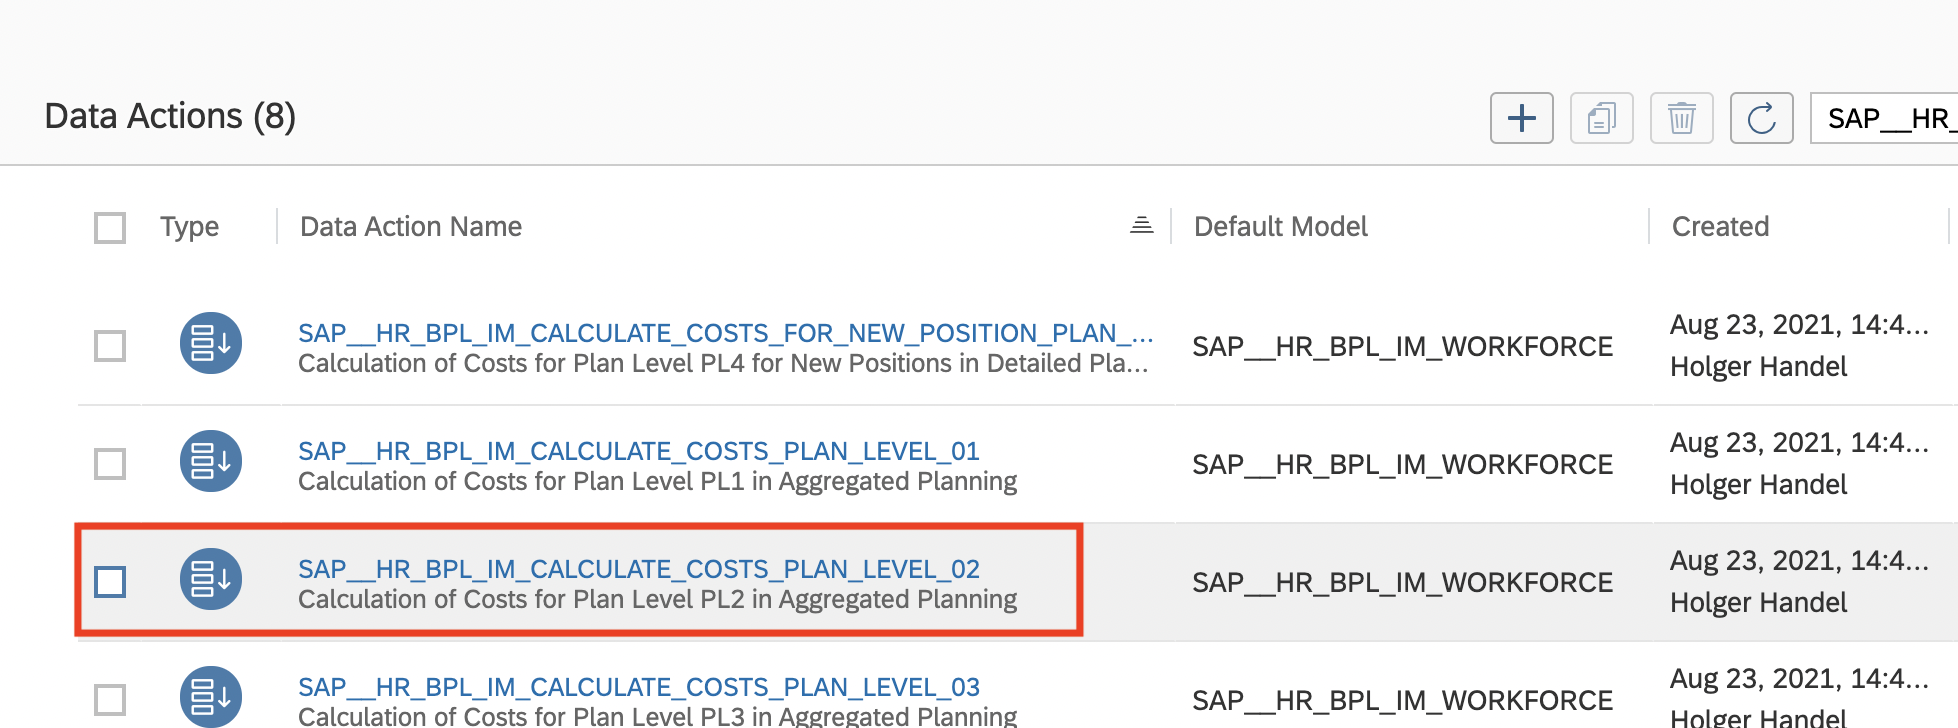 Data Actions (8)
SAP__HR_
Type
Data Action Name
Default Model
Created
SAP__HR_BPL_IM_CALCULATE_COSTS_FOR_NEW_POSITION_PLAN_...
Calculation of Costs for Plan Level PL4 for New Positions in Detailed Pla...
SAP__HR_BPL_IM_WORKFORCE
Aug 23, 2021, 14:4...
Holger Handel
SAP__HR_BPL_IM_CALCULATE_COSTS_PLAN_LEVEL_01
Calculation of Costs for Plan Level PL1 in Aggregated Planning
SAP__HR_BPL_IM_WORKFORCE
Aug 23, 2021, 14:4...
Holger Handel
SAP__HR_BPL_IM_CALCULATE_COSTS_PLAN_LEVEL_02
Calculation of Costs for Plan Level PL2 in Aggregated Planning
SAP__HR_BPL_IM_WORKFORCE
Aug 23, 2021, 14:4...
Holger Handel
SAP__HR_BPL_IM_CALCULATE_COSTS_PLAN_LEVEL_03
Calculation of Costs for Plan Level PL3 in Aggregated Planning
SAP__HR_BPL_IM_WORKFORCE
Aug 23, 2021, 14:4...
Holger Handel